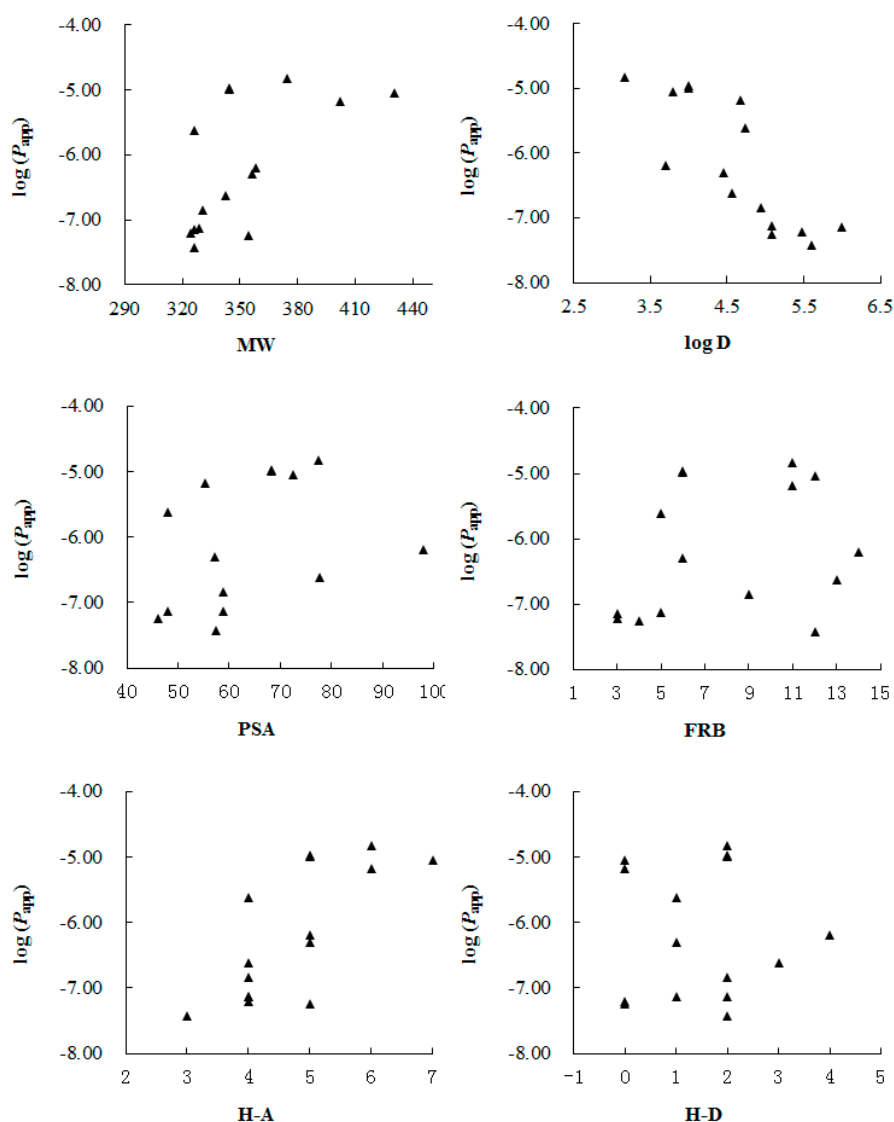 -4.00
-5.00
-6.00
-7.00
-8.00
log (Papp)
290 320 350 380 410 440
MW
-4.00
-5.00
-6.00
-7.00
-8.00
log (Papp)
2.5 3.5 4.5 5.5 6.5
log D
-4.00
-5.00
-6.00
-7.00
-8.00
log (Papp)
40 50 60 70 80 90 100
PSA
-4.00
-5.00
-6.00
-7.00
-8.00
log (Papp)
1 3 5 7 9 11 13 15
FRB
-4.00
-5.00
-6.00
-7.00
-8.00
log (Papp)
2 3 4 5 6 7
H-A
-4.00
-5.00
-6.00
-7.00
-8.00
log (Papp)
-1 0 1 2 3 4 5
H-D